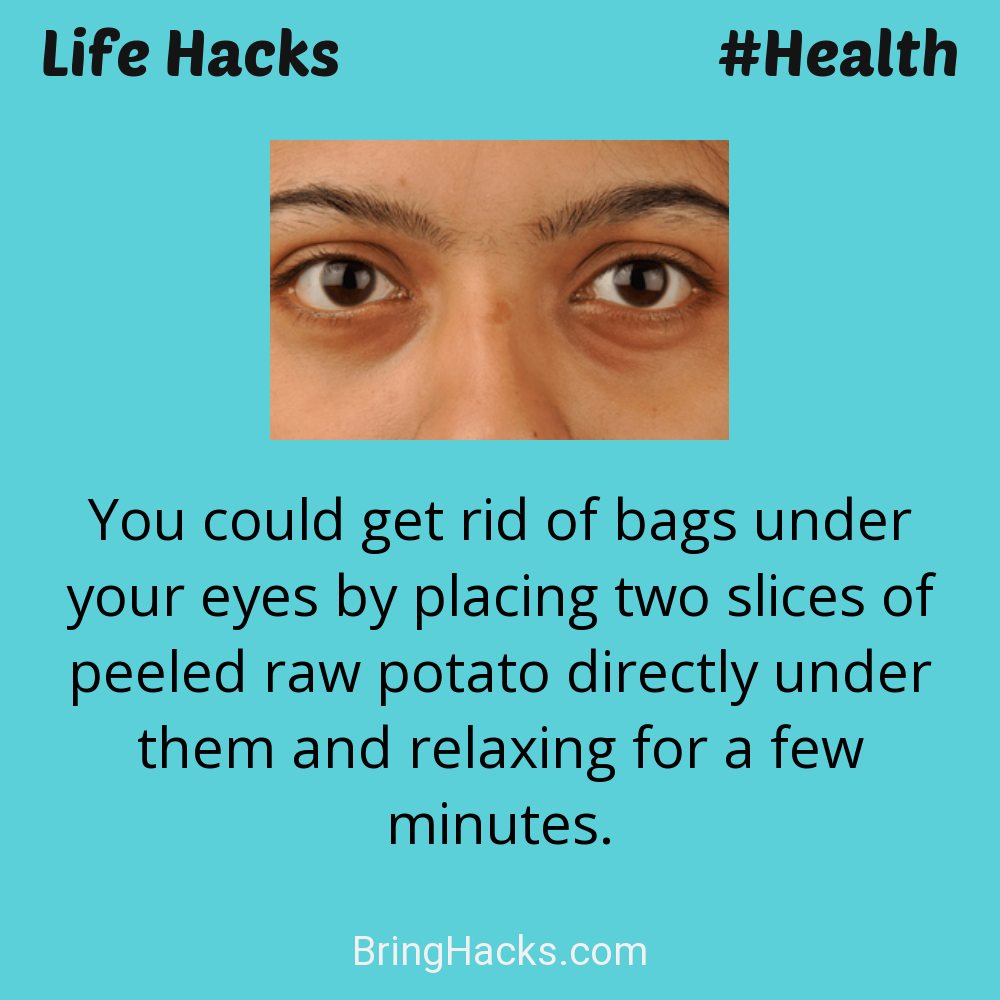 Life Hacks
#Health
You could get rid of bags under
your eyes by placing two slices of
peeled raw potato directly under
them and relaxing for a few
minutes.
BringHacks.com